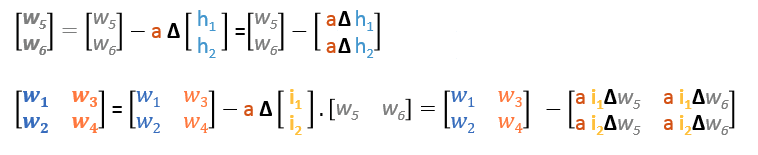 [w₅ w₆] = [w₅ w₆] − a Δ [h₁ h₂] = [w₅ w₆] − [aΔh₁ aΔh₂]
[w₁ w₃ w₂ w₄] = [w₁ w₃ w₂ w₄] − a Δ [i₁ i₂] . [w₅ w₆] = [w₁ w₃ w₂ w₄] − [a i₁Δw₅ a i₁Δw₆ a i₂Δw₅ a i₂Δw₆]